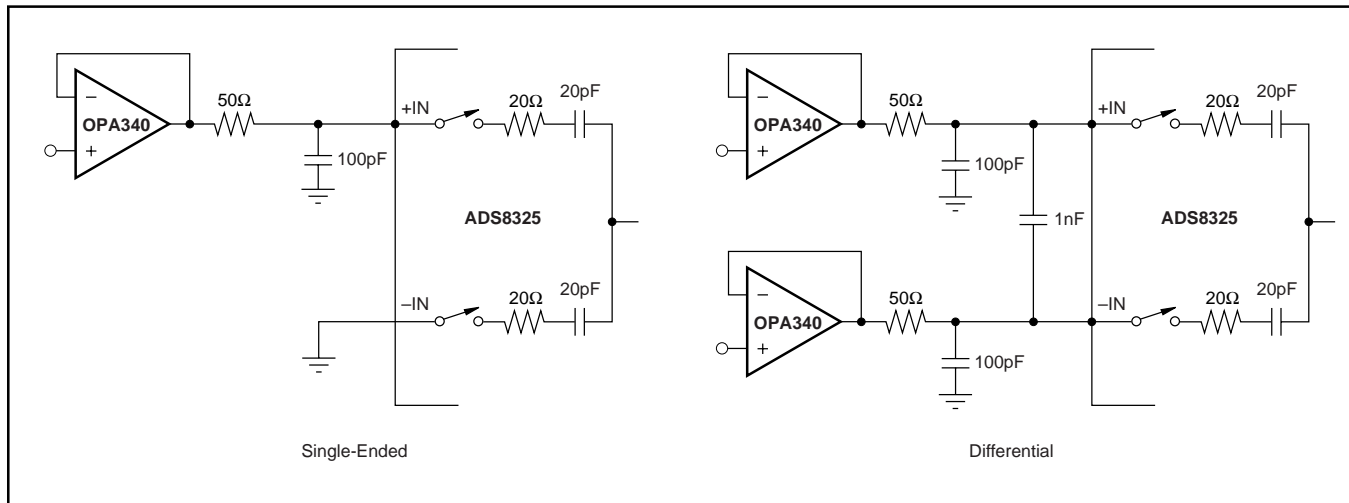 50Ω
OPA340
−
+
100pF
+IN
20Ω
20pF
ADS8325
−IN
20Ω
20pF
Single-Ended
50Ω
OPA340
−
+
100pF
1nF
+IN
20Ω
20pF
ADS8325
50Ω
OPA340
−
+
100pF
−IN
20Ω
20pF
Differential